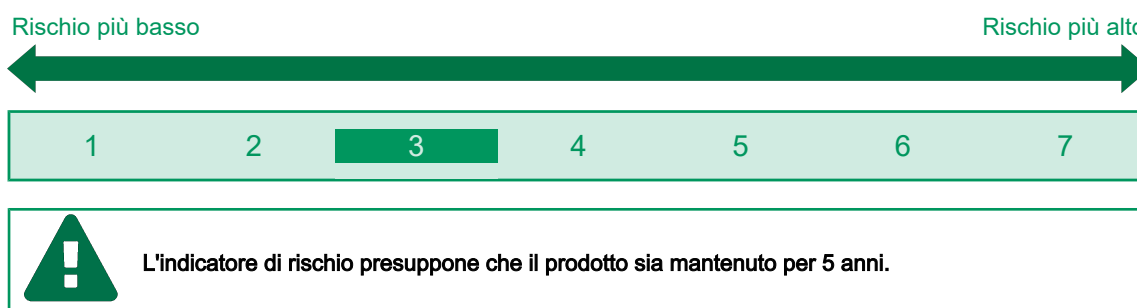 Rischio più basso Rischio più alto
1 2 3 4 5 6 7
L'indicatore di rischio presuppone che il prodotto sia mantenuto per 5 anni.